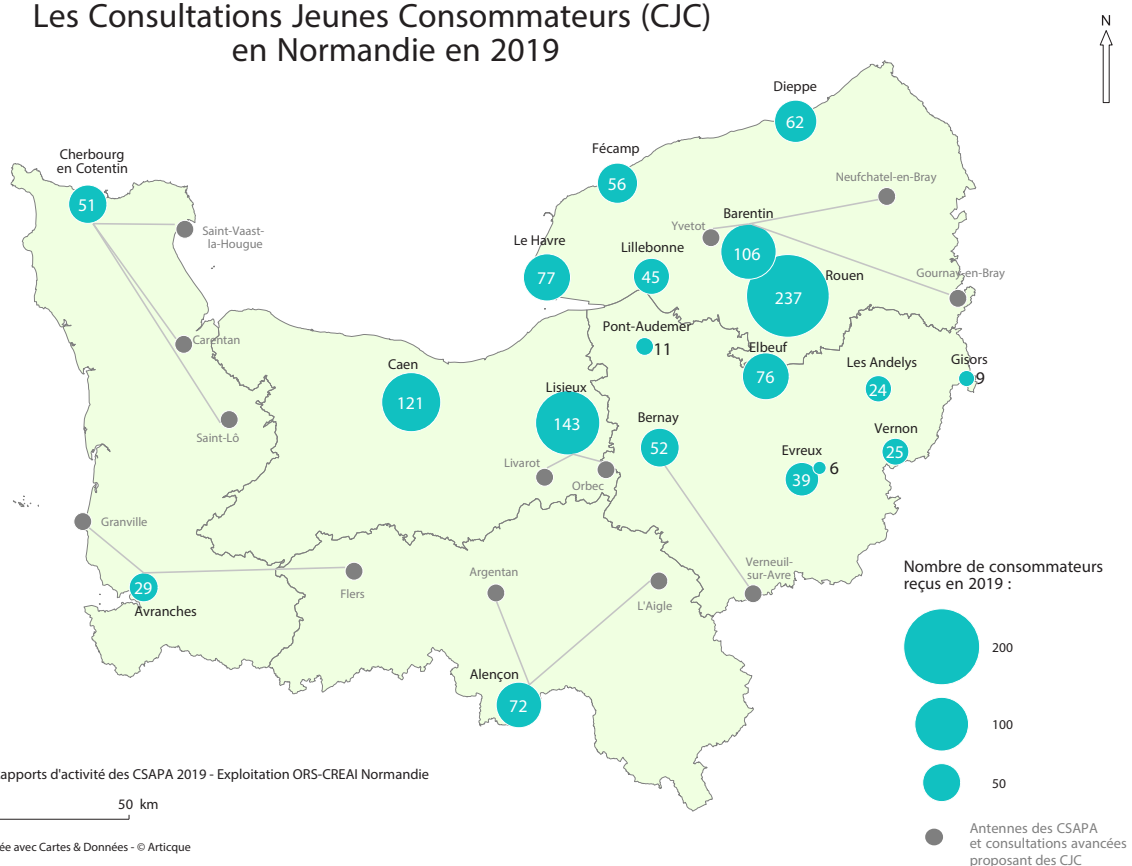 Les Consultations Jeunes Consommateurs (CJC)
en Normandie en 2019
N
Dieppe
62
Fécamp
56
Cherbourg
en Cotentin
51
Neufchatel-en-Bray
Saint-Vaast-
la-Hougue
Yvetot
Barentin
106
Le Havre
77
Lillebonne
45
Rouen
237
Gournay-en-Bray
Carentan
Pont-Audemer
11
Elbeuf
76
Les Andelys
24
Gisors
9
Caen
121
Lisieux
143
Bernay
52
Saint-Lô
Vernon
25
Evreux
39
6
Livarot
Orbec
Granville
29
Avranches
Flers
Argentan
L'Aigle
Verneuil-
sur-Avre
Alençon
72
Nombre de consommateurs
reçus en 2019 :
200
100
50
Antennes des CSAPA
et consultations avancées
proposant des CJC
apports d'activité des CSAPA 2019 - Exploitation ORS-CREAI Normandie
50 km
ée avec Cartes & Données - © Articque